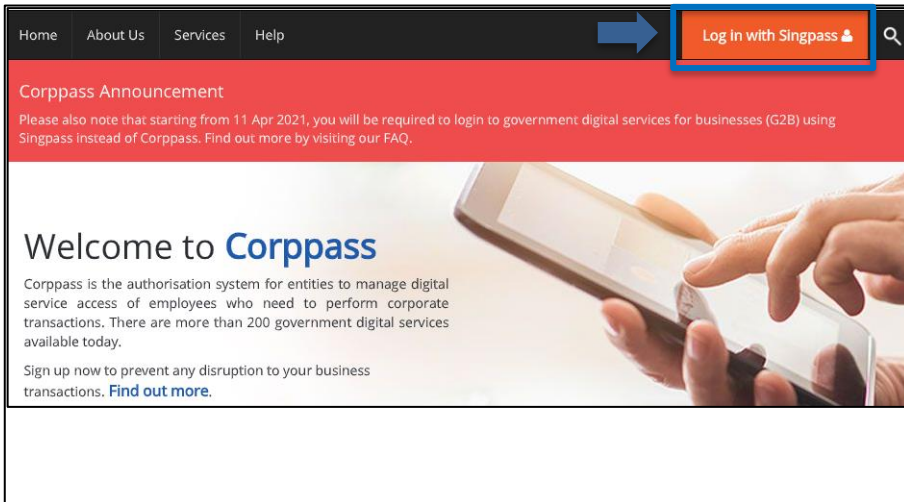 Home About Us Services Help Log in with Singpass
Corppass Announcement
Please also note that starting from 11 Apr 2021, you will be required to login to government digital services for businesses (G2B) using
Singpass instead of Corppass. Find out more by visiting our FAQ.
Welcome to Corppass
Corppass is the authorisation system for entities to manage digital
service access of employees who need to perform corporate
transactions. There are more than 200 government digital services
available today.
Sign up now to prevent any disruption to your business
transactions. Find out more.